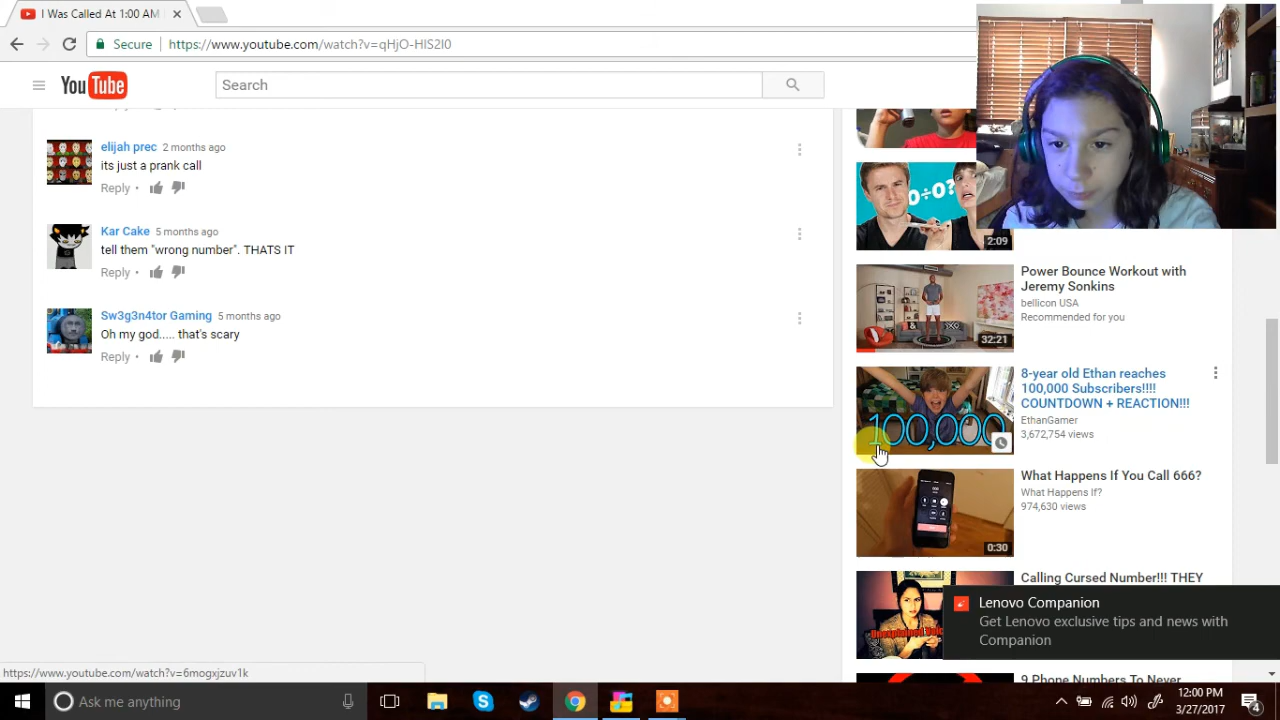 I Was Called At 1:00 AM
Secure
https://www.youtube.com/watch?v=
YouTube
Search
elijah prec 2 months ago
its just a prank call
Reply •
Kar Cake 5 months ago
tell them "wrong number". THATS IT
Reply •
Sw3g3n4tor Gaming 5 months ago
Oh my god..... that's scary
Reply •
0÷0?
2:09
Power Bounce Workout with
Jeremy Sonkins
bellicon USA
Recommended for you
32:21
8-year old Ethan reaches
100,000 Subscribers!!!!
COUNTDOWN + REACTION!!!
EthanGamer
3,672,754 views
100,000
What Happens If You Call 666?
What Happens If?
974,630 views
0:30
Calling Cursed Number!!! THEY
Unexplained
Lenovo Companion
Get Lenovo exclusive tips and news with
Companion
9 Phone Numbers To Never
https://www.youtube.com/watch?v=6mogxjzuv1k
Ask me anything
12:00 PM
3/27/2017
4